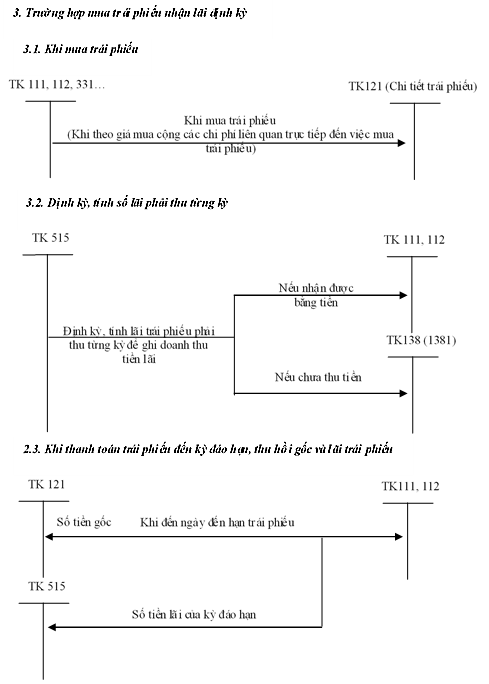 3. Trường hợp mua trái phiếu nhận lãi định kỳ
3.1. Khi mua trái phiếu
TK 111, 112, 331...
TK121 (Chi tiết trái phiếu)
Khi mua trái phiếu
(Khi theo giá mua cộng các chi phí liên quan trực tiếp đến việc mua
trái phiếu)
3.2. Định kỳ, tính số lãi phải thu từng kỳ
TK 515
TK 111, 112
Nếu nhận được
bằng tiền
Định kỳ, tính lãi trái phiếu phải
thu từng kỳ để ghi doanh thu
tiền lãi
TK138 (1381)
Nếu chưa thu tiền
2.3. Khi thanh toán trái phiếu đến kỳ đáo hạn, thu hồi gốc và lãi trái phiếu
TK 121
TK111, 112
Số tiền gốc
Khi đến ngày đến hạn trái phiếu
TK 515
Số tiền lãi của kỳ đáo hạn